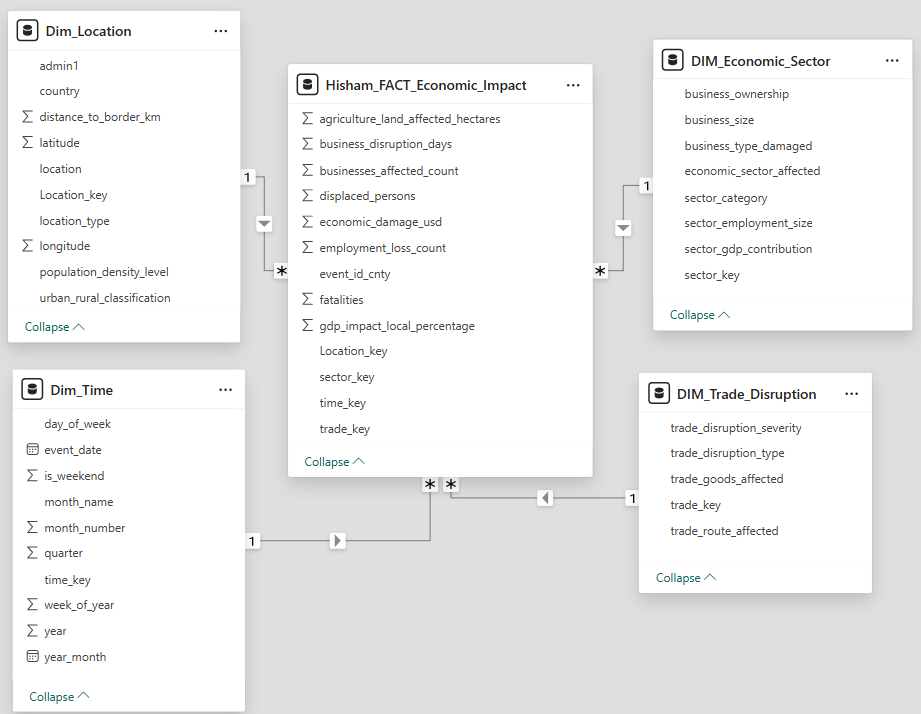 Dim_Location
...
admin1
country
∑ distance_to_border_km
∑ latitude
location
Location_key
location_type
∑ longitude
population_density_level
urban_rural_classification
Collapse
Hisham_FACT_Economic_Impact
...
∑ agriculture_land_affected_hectares
∑ business_disruption_days
∑ businesses_affected_count
∑ displaced_persons
∑ economic_damage_usd
∑ employment_loss_count
event_id_cnty
∑ fatalities
∑ gdp_impact_local_percentage
Location_key
sector_key
time_key
trade_key
Collapse
DIM_Economic_Sector
...
business_ownership
business_size
business_type_damaged
economic_sector_affected
sector_category
sector_employment_size
sector_gdp_contribution
sector_key
Collapse
1
*
1
*
Dim_Time
...
day_of_week
event_date
∑ is_weekend
month_name
∑ month_number
∑ quarter
time_key
∑ week_of_year
∑ year
year_month
Collapse
DIM_Trade_Disruption
...
trade_disruption_severity
trade_disruption_type
trade_goods_affected
trade_key
trade_route_affected
Collapse
* *
1
1